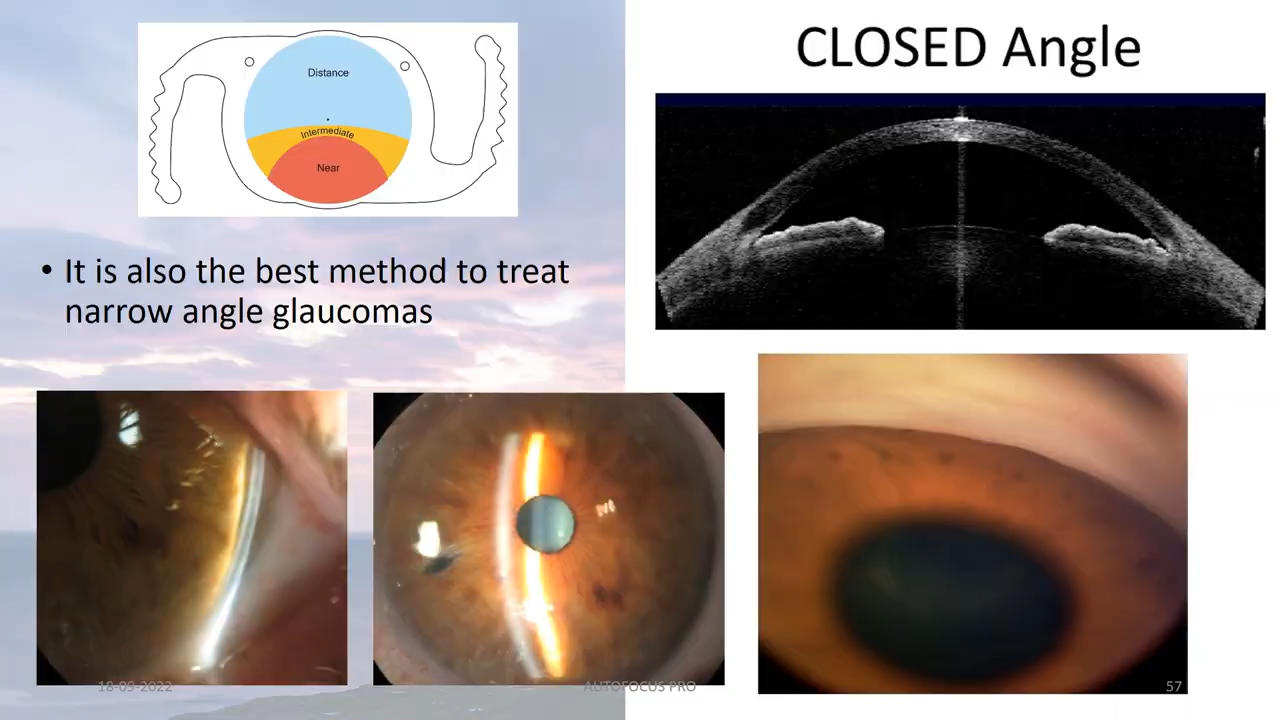 Distance
Intermediate
Near
CLOSED Angle
• It is also the best method to treat
narrow angle glaucomas
18-09-2022
AUTOFOCUS PRO
57